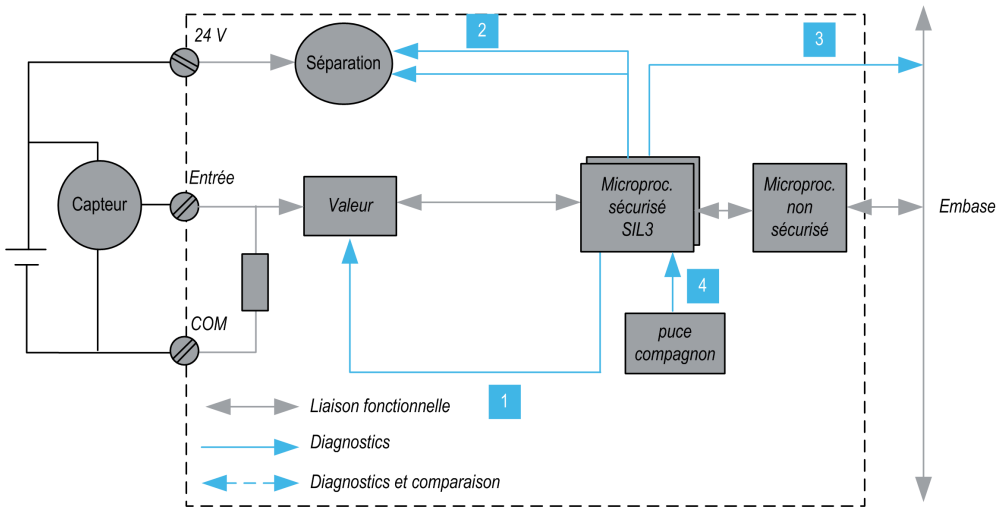 24 V
2
3
Séparation
Entrée
Capteur
Valeur
Microproc.
sécurisé
SIL3
Microproc.
non
sécurisé
Embase
4
COM
puce
compagnon
1
Liaison fonctionnelle
Diagnostics
Diagnostics et comparaison